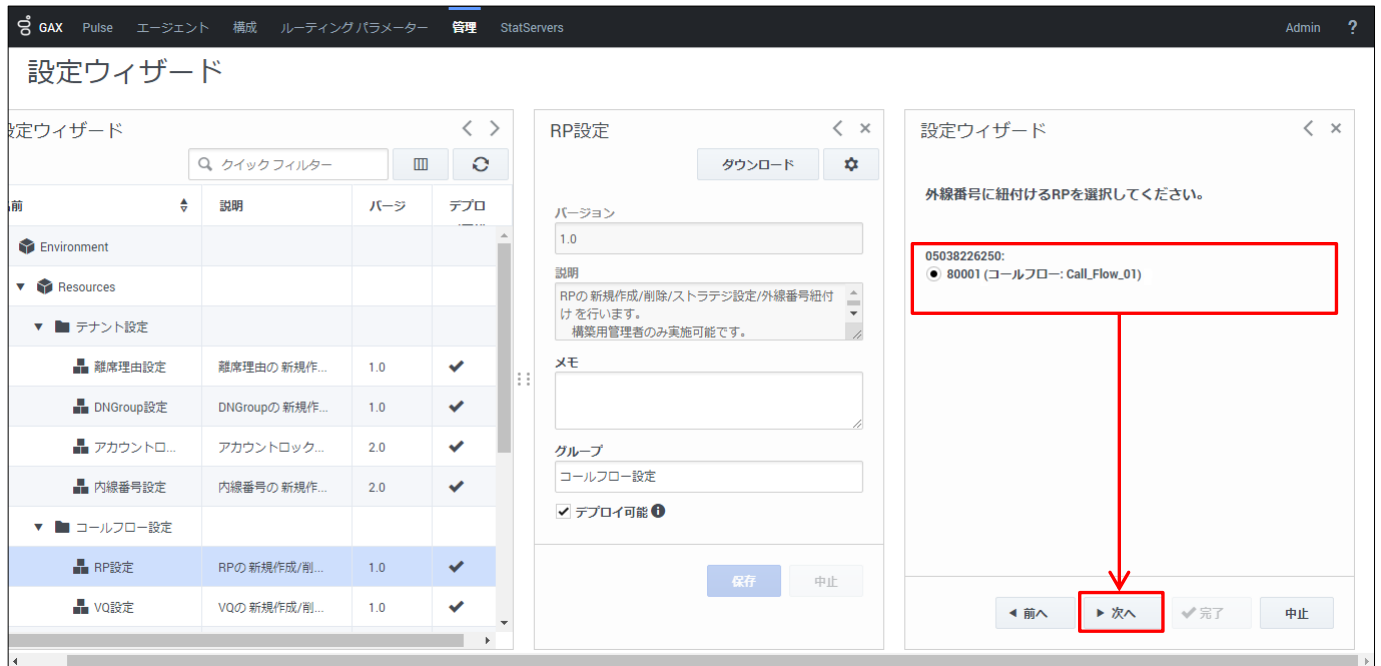 GAX Pulse エージェント 構成 ルーティング パラメーター 管理 StatServers Admin ?
設定ウィザード
設定ウィザード
クイック フィルター
名前 説明 バージ デプロ
Environment
Resources
テナント設定
離席理由設定 離席理由の 新規作... 1.0
DNGroup設定 DNGroupの 新規作... 1.0
アカウントロ... アカウントロック... 2.0
内線番号設定 内線番号の 新規作... 2.0
コールフロー設定
RP設定 RPの 新規作成/削... 1.0
VQ設定 VQの 新規作成/削... 1.0
RP設定
ダウンロード
バージョン
1.0
説明
RPの 新規作成/削除/ストラテジ設定/外線番号紐付
け を行います。
構築用管理者のみ実施可能です。
メモ
グループ
コールフロー設定
デプロイ可能
保存 中止
設定ウィザード
外線番号に紐付けるRPを選択してください。
05038226250:
80001 (コールフロー: Call_Flow_01)
前へ 次へ 完了 中止